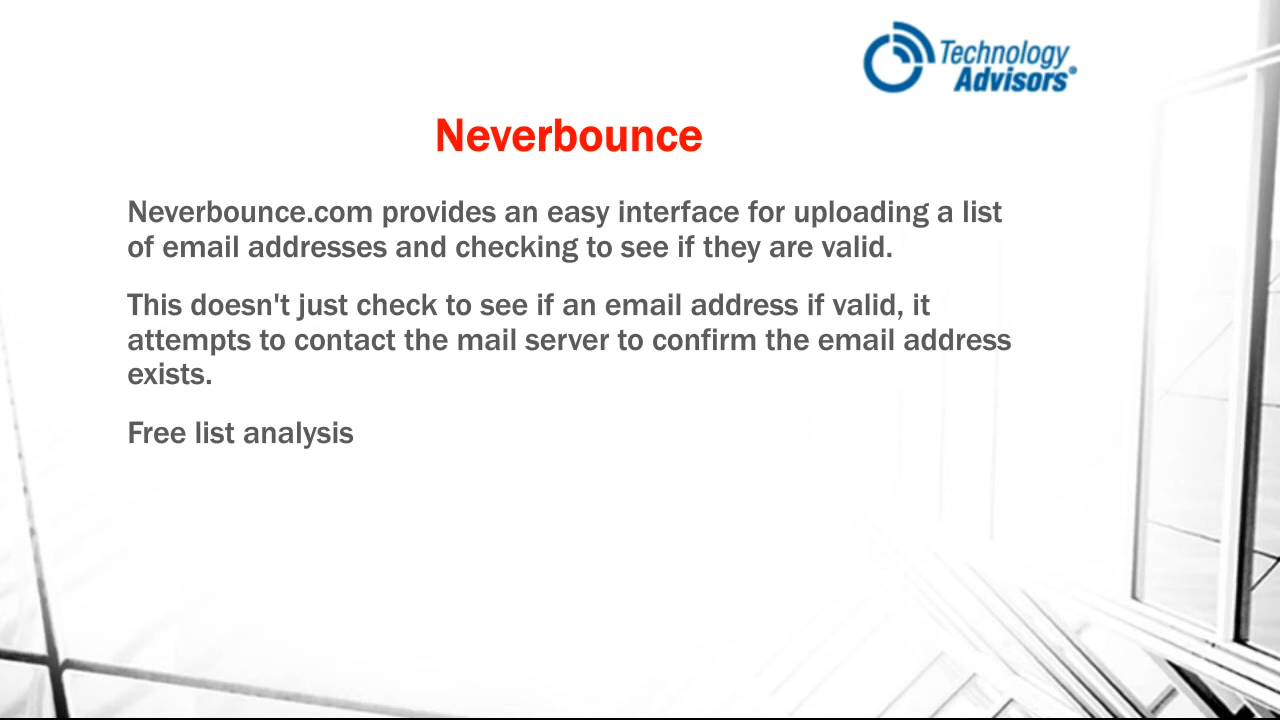 Technology
Advisors®
Neverbounce
Neverbounce.com provides an easy interface for uploading a list
of email addresses and checking to see if they are valid.
This doesn't just check to see if an email address if valid, it
attempts to contact the mail server to confirm the email address
exists.
Free list analysis